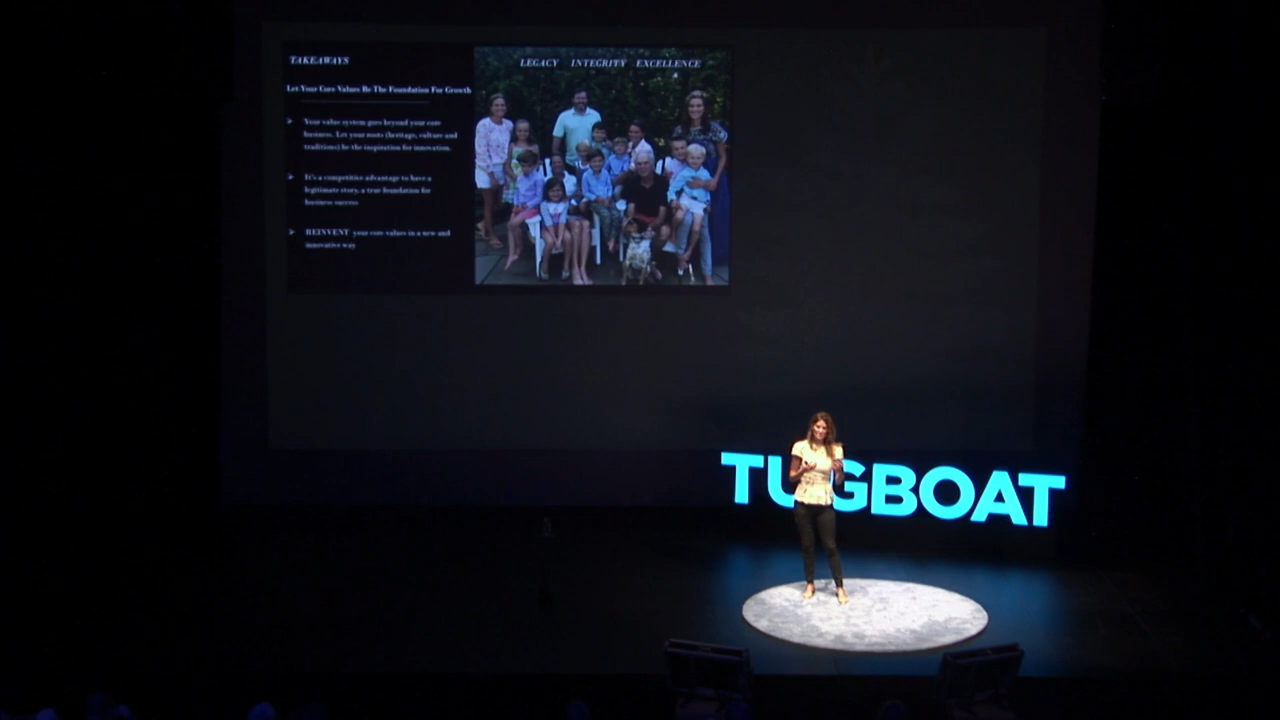 TAKEAWAYS
Let Your Core Values Be The Foundation For Growth
Your value system goes beyond your core
business. Let your roots (heritage, culture and
traditions) be the inspiration for innovation.
It's a competitive advantage to have a
legitimate story, a true foundation for
business success
REINVENT your core values in a new and
innovative way
LEGACY INTEGRITY EXCELLENCE
TUGBOAT